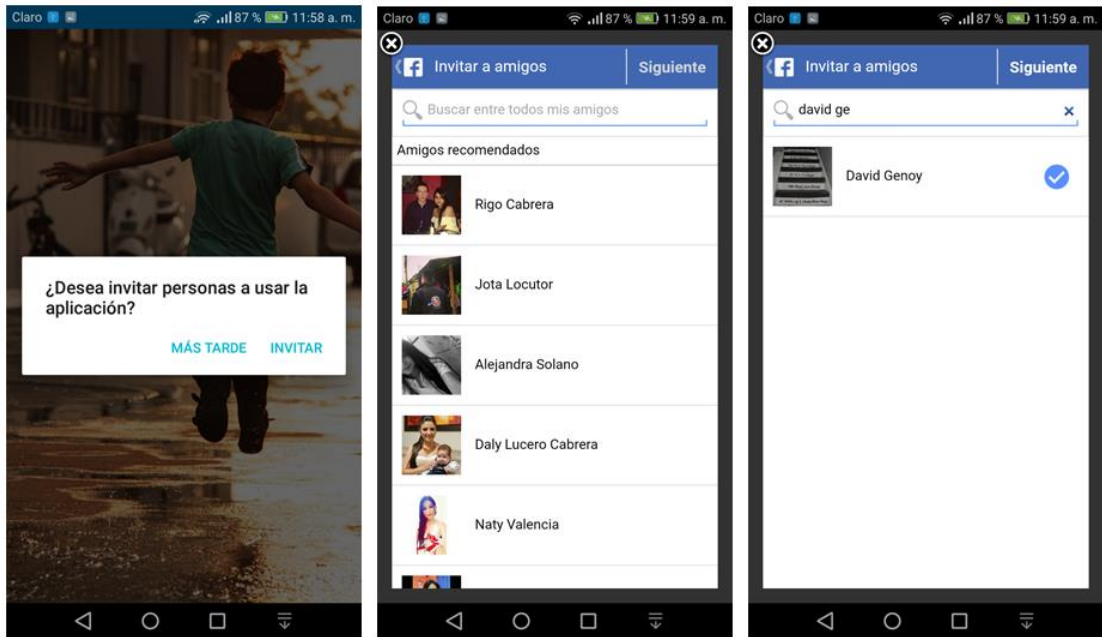 Claro 87 % 11:58 a. m.
¿Desea invitar personas a usar la
aplicación?
MÁS TARDE INVITAR
Claro 87 % 11:59 a. m.
Invitar a amigos Siguiente
Buscar entre todos mis amigos
Amigos recomendados
Rigo Cabrera
Jota Locutor
Alejandra Solano
Daly Lucero Cabrera
Naty Valencia
Claro 87 % 11:59 a. m.
Invitar a amigos Siguiente
david ge
David Genoy